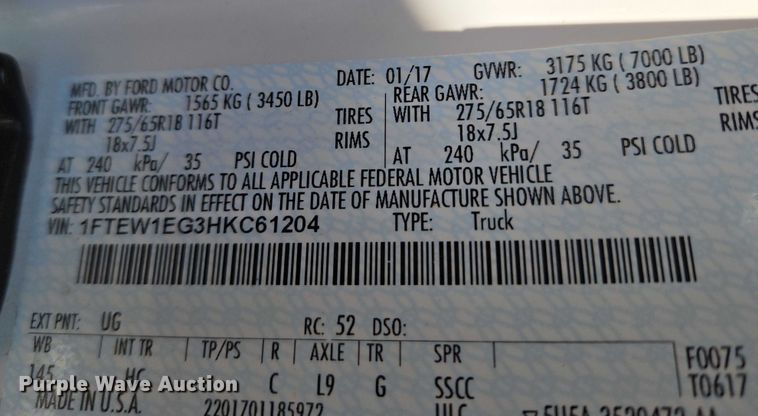 MFD. BY FORD MOTOR CO. DATE: 01/17 GVWR: 3175 KG ( 7000 LB)
FRONT GAWR: 1565 KG ( 3450 LB) REAR GAWR: 1724 KG ( 3800 LB)
WITH 275/65R18 116T TIRES WITH 275/65R18 116T TIRES
18x7.5J RIMS 18x7.5J RIMS
AT 240 kPa/ 35 PSI COLD AT 240 kPa/ 35 PSI COLD
THIS VEHICLE CONFORMS TO ALL APPLICABLE FEDERAL MOTOR VEHICLE
SAFETY STANDARDS IN EFFECT ON THE DATE OF MANUFACTURE SHOWN ABOVE.
VIN: 1FTEW1EG3HKC61204 TYPE: Truck
EXT PNT: UG RC: 52 DSO:
WB INT TR TP/PS R AXLE TR SPR F0075
145 HC C L9 G SSCC T0617
Purple Wave Auction
MADE IN U.S.A. 2201701185972